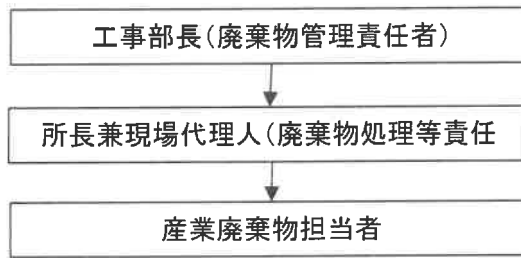 工事部長(廃棄物管理責任者)
所長兼現場代理人(廃棄物処理等責任
産業廃棄物担当者